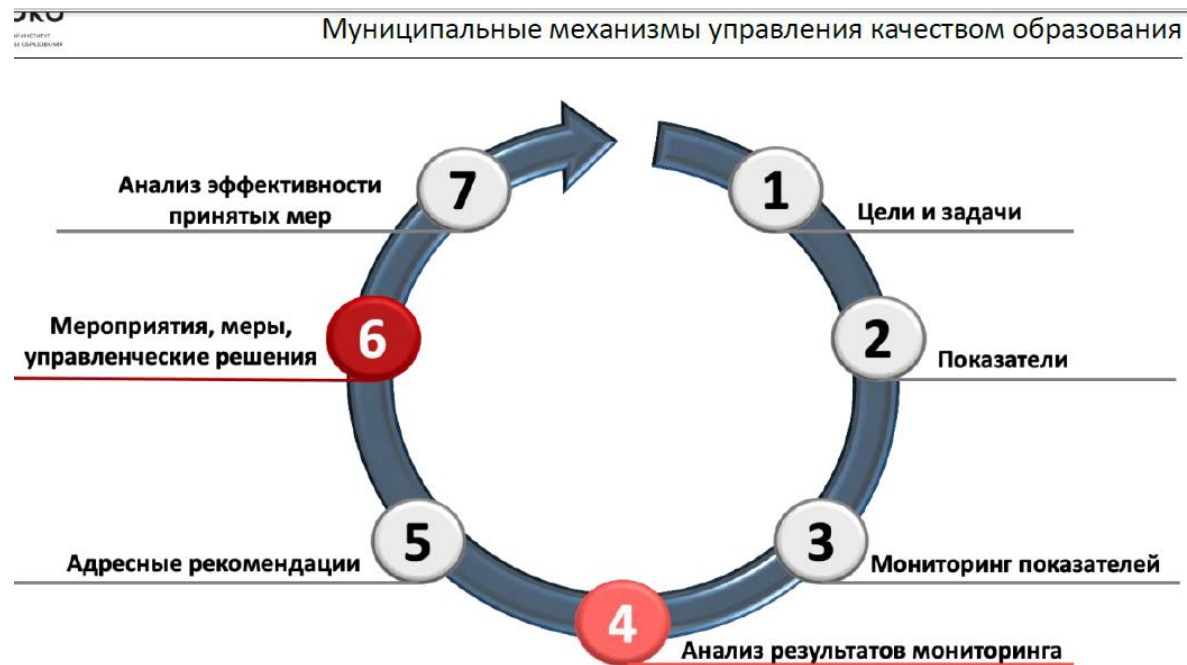 Муниципальные механизмы управления качеством образования
1
Цели и задачи
2
Показатели
3
Мониторинг показателей
4
Анализ результатов мониторинга
5
Адресные рекомендации
6
Мероприятия, меры,
управленческие решения
7
Анализ эффективности
принятых мер